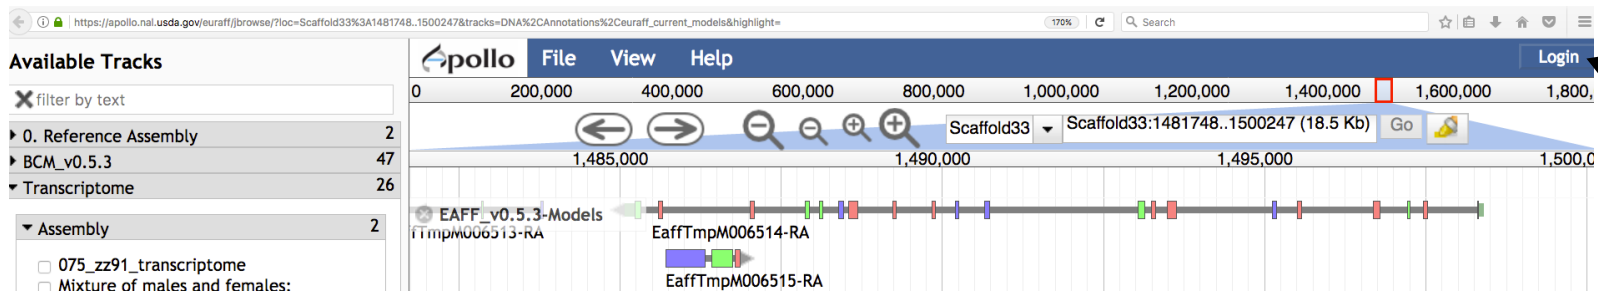 https://apollo.nal.usda.gov/euraff/jbrowse/?loc=Scaffold33%3A1481748..1500247&tracks=DNA%2CAnnotations%2Ceuraff_current_models&highlight=
170%
Search
Available Tracks
Apollo File View Help Login
filter by text
0 200,000 400,000 600,000 800,000 1,000,000 1,200,000 1,400,000 1,600,000 1,800,
0. Reference Assembly 2
Scaffold33 Scaffold33:1481748..1500247 (18.5 Kb) Go
BCM_v0.5.3 47
1,485,000 1,490,000 1,495,000 1,500,0
Transcriptome 26
EAFF_v0.5.3-Models
Assembly 2
TmpM006513-RA EaffTmpM006514-RA
075_zz91_transcriptome
EaffTmpM006515-RA
Mixture of males and females: